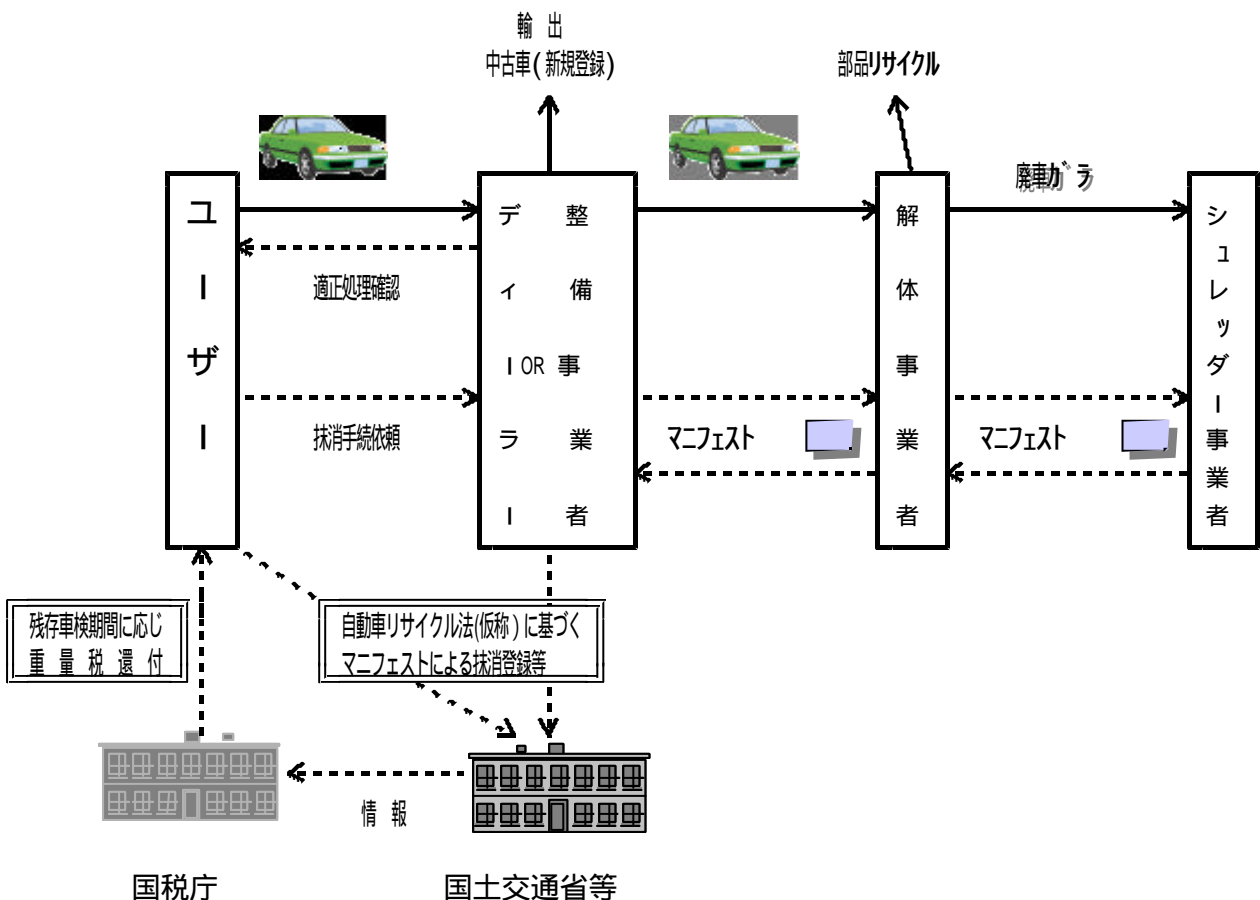 輸 出
中古車(新規登録)
部品リサイクル
廃車ガラ
ユーザー
ディーラー
OR
整備事業者
解体事業者
シュレッダー事業者
適正処理確認
抹消手続依頼
マニフェスト
マニフェスト
残存車検期間に応じ
重 量 税 還 付
自動車リサイクル法(仮称)に基づく
マニフェストによる抹消登録等
情 報
国税庁
国土交通省等